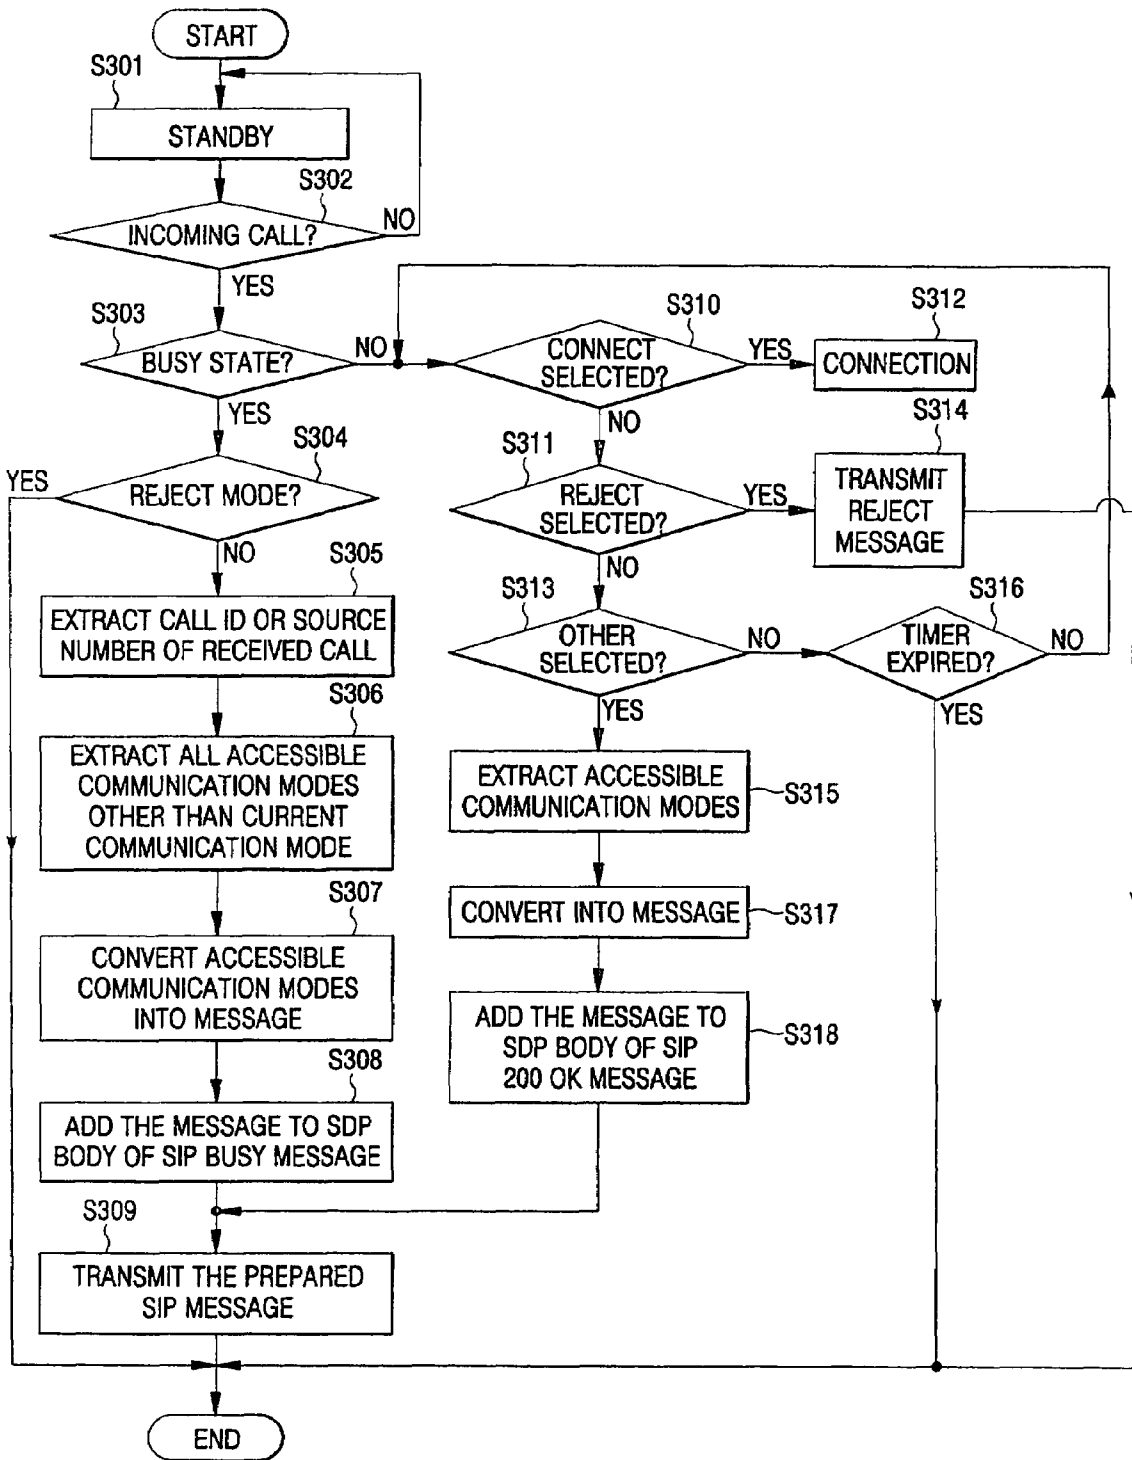 START
S301
STANDBY
S302
INCOMING CALL?
NO
YES
S303
BUSY STATE?
NO
YES
S304
YES
REJECT MODE?
NO
S305
EXTRACT CALL ID OR SOURCE
NUMBER OF RECEIVED CALL
S306
EXTRACT ALL ACCESSIBLE
COMMUNICATION MODES
OTHER THAN CURRENT
COMMUNICATION MODE
S307
CONVERT ACCESSIBLE
COMMUNICATION MODES
INTO MESSAGE
S308
ADD THE MESSAGE TO SDP
BODY OF SIP BUSY MESSAGE
S309
TRANSMIT THE PREPARED
SIP MESSAGE
END
S310
CONNECT
SELECTED?
YES
NO
S312
CONNECTION
S311
REJECT
SELECTED?
YES
NO
S314
TRANSMIT
REJECT
MESSAGE
S313
OTHER
SELECTED?
NO
YES
S316
TIMER
EXPIRED?
NO
YES
EXTRACT ACCESSIBLE
COMMUNICATION MODES
S315
CONVERT INTO MESSAGE
S317
ADD THE MESSAGE TO
SDP BODY OF SIP
200 OK MESSAGE
S318